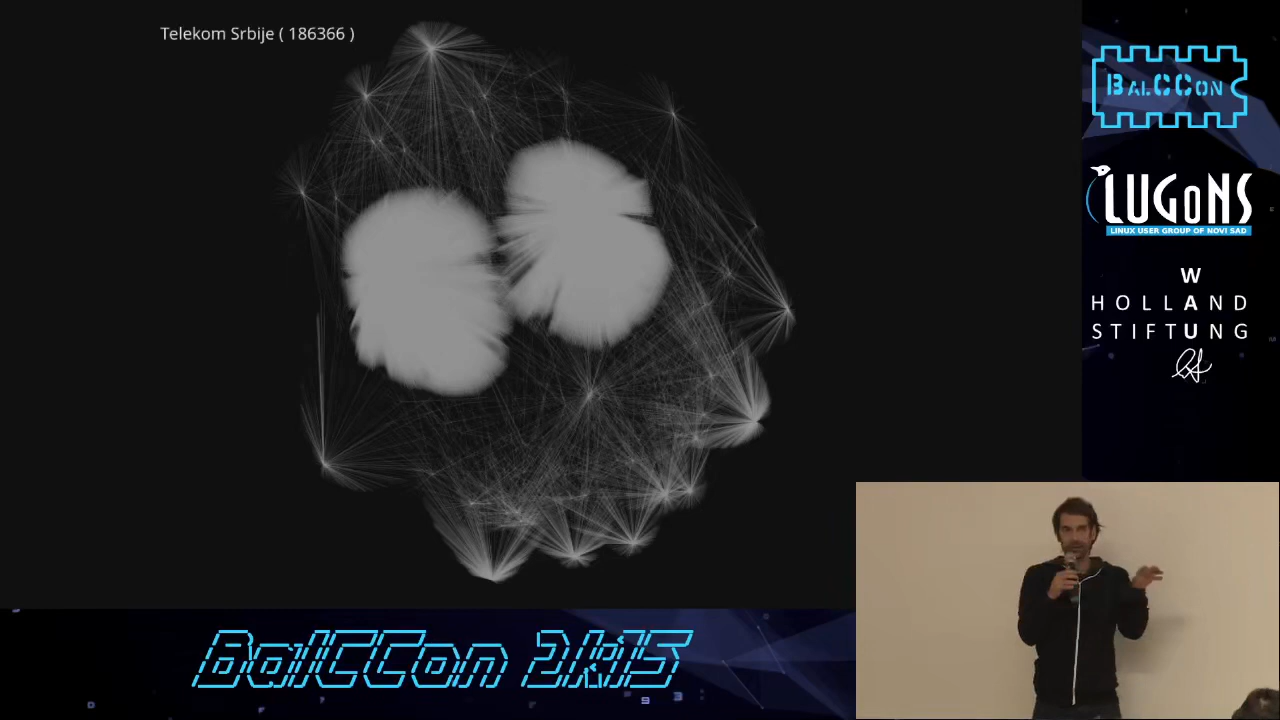 Telekom Srbije ( 186366 )
BALCCON
LUGoNS
LINUX USER GROUP OF NOVI SAD
W
HOLLAND
STIFTUNG
BalCCon 2k15